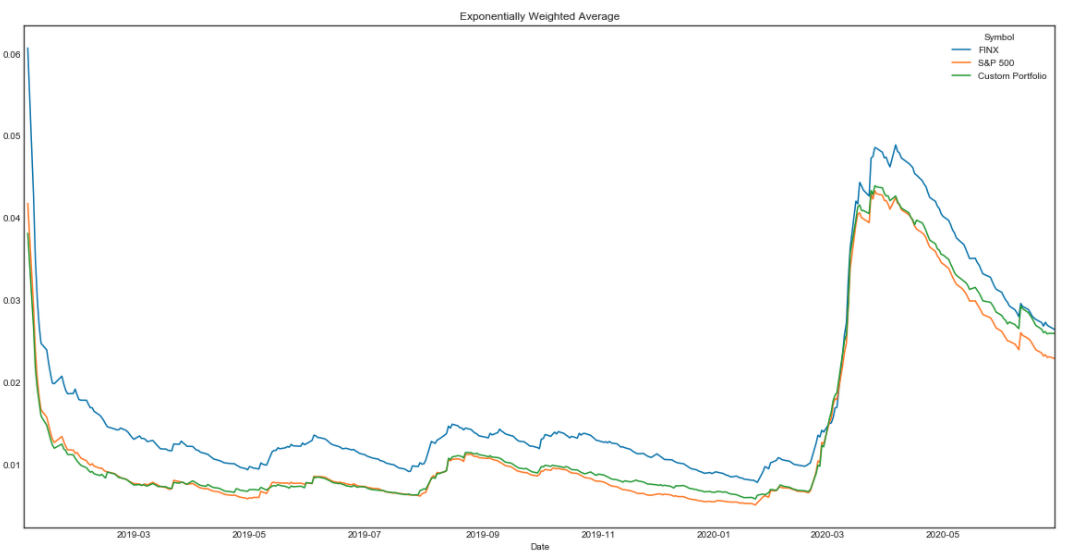 Exponentially Weighted Average
Symbol
FINX
S&P 500
Custom Portfolio
0.06
0.05
0.04
0.03
0.02
0.01
2019-03 2019-05 2019-07 2019-09 2019-11 2020-01 2020-03 2020-05
Date